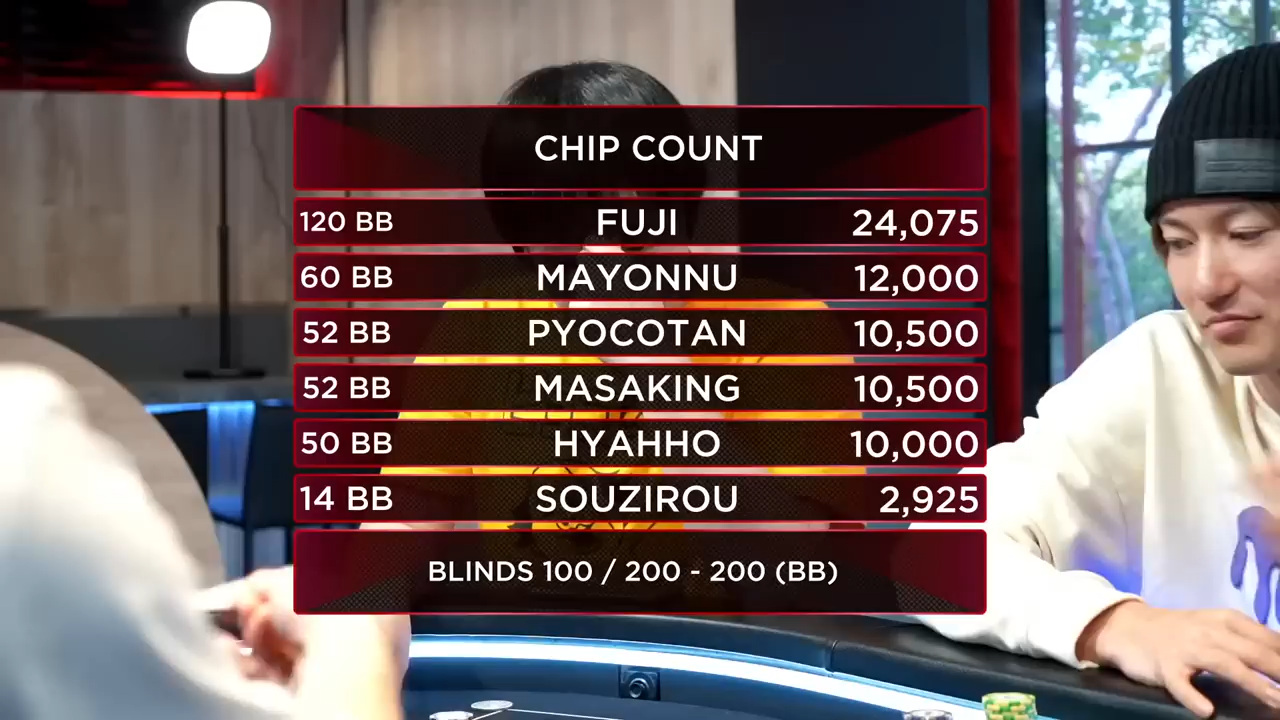 CHIP COUNT
120 BB FUJI 24,075
60 BB MAYONNU 12,000
52 BB PYOCOTAN 10,500
52 BB MASAKING 10,500
50 BB HYAHHO 10,000
14 BB SOUZIROU 2,925
BLINDS 100 / 200 - 200 (BB)